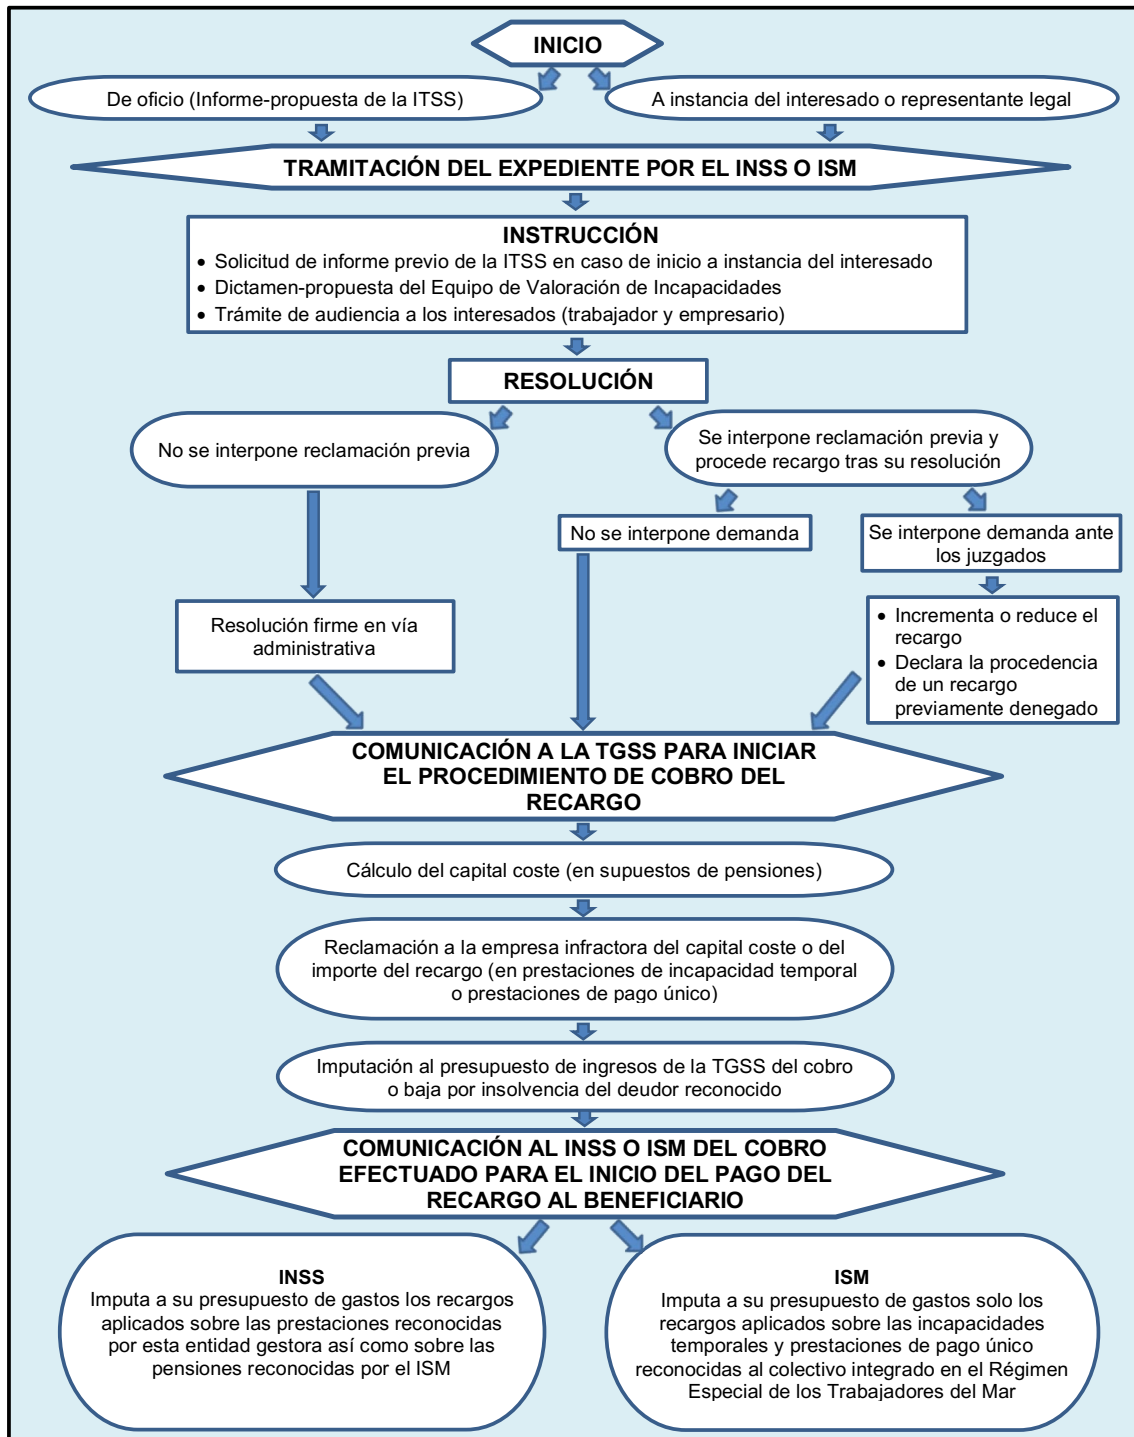 INICIO
De oficio (Informe-propuesta de la ITSS)
A instancia del interesado o representante legal
TRAMITACIÓN DEL EXPEDIENTE POR EL INSS O ISM
INSTRUCCIÓN
• Solicitud de informe previo de la ITSS en caso de inicio a instancia del interesado
• Dictamen-propuesta del Equipo de Valoración de Incapacidades
• Trámite de audiencia a los interesados (trabajador y empresario)
RESOLUCIÓN
No se interpone reclamación previa
Se interpone reclamación previa y
procede recargo tras su resolución
No se interpone demanda
Se interpone demanda ante
los juzgados
Resolución firme en vía
administrativa
• Incrementa o reduce el
recargo
• Declara la procedencia
de un recargo
previamente denegado
COMUNICACIÓN A LA TGSS PARA INICIAR
EL PROCEDIMIENTO DE COBRO DEL
RECARGO
Cálculo del capital coste (en supuestos de pensiones)
Reclamación a la empresa infractora del capital coste o del
importe del recargo (en prestaciones de incapacidad temporal
o prestaciones de pago único)
Imputación al presupuesto de ingresos de la TGSS del cobro
o baja por insolvencia del deudor reconocido
COMUNICACIÓN AL INSS O ISM DEL COBRO
EFECTUADO PARA EL INICIO DEL PAGO DEL
RECARGO AL BENEFICIARIO
INSS
Imputa a su presupuesto de gastos los recargos
aplicados sobre las prestaciones reconocidas
por esta entidad gestora así como sobre las
pensiones reconocidas por el ISM
ISM
Imputa a su presupuesto de gastos solo los
recargos aplicados sobre las incapacidades
temporales y prestaciones de pago único
reconocidas al colectivo integrado en el Régimen
Especial de los Trabajadores del Mar